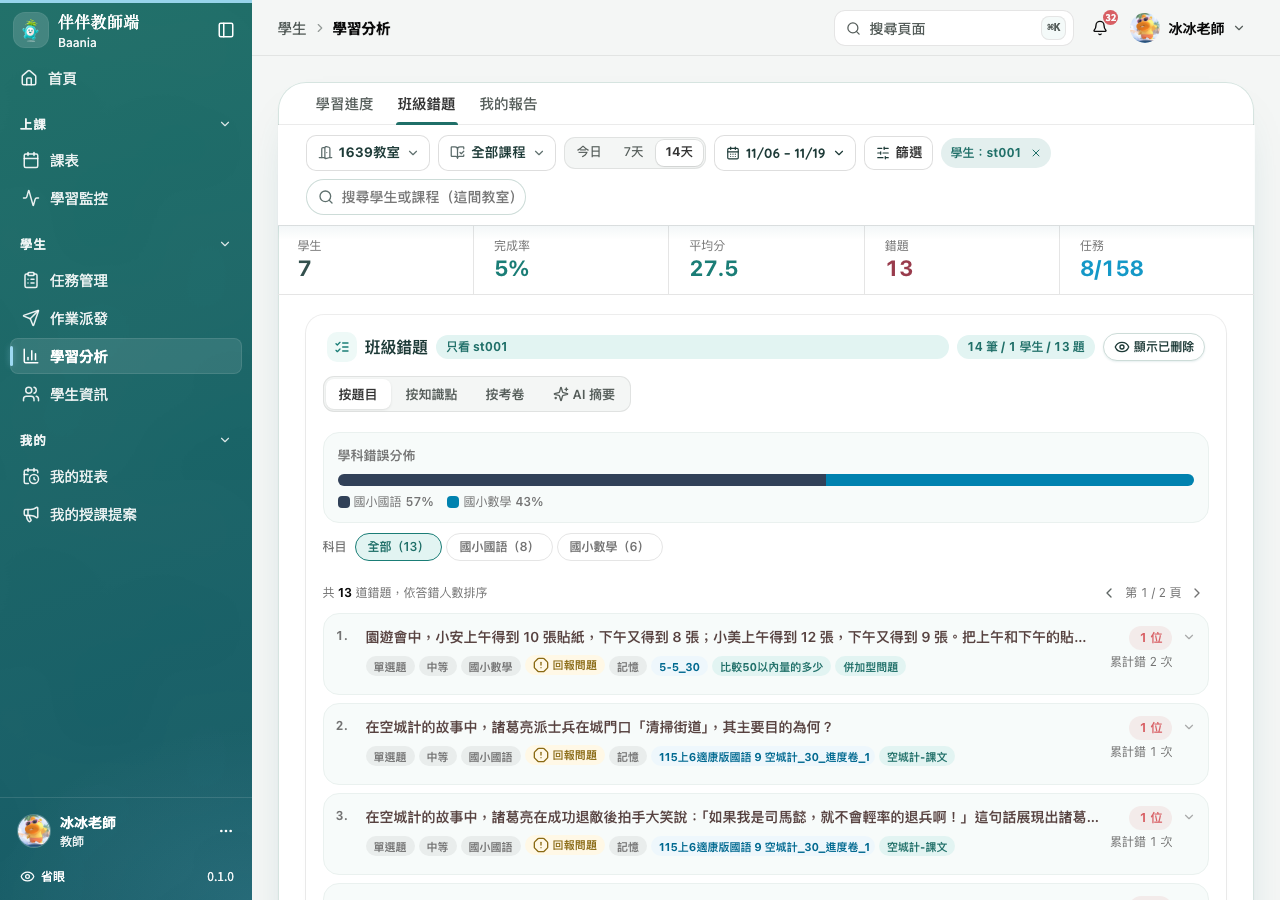 伴伴教師端
Baania
首頁
上課
課表
學習監控
學生
任務管理
作業派發
學習分析
學生資訊
我的
我的班表
我的授課提案
冰冰老師
教師
省眼 0.1.0
學生 > 學習分析
搜尋頁面 ⌘K
32
冰冰老師
學習進度 班級錯題 我的報告
1639教室 全部課程 今日 7天 14天 11/06 – 11/19 篩選 學生：st001 ×
搜尋學生或課程（這間教室）
學生 完成率 平均分 錯題 任務
7 5% 27.5 13 8/158
班級錯題 只看 st001 14 筆 / 1 學生 / 13 題 顯示已刪除
按題目 按知識點 按考卷 AI 摘要
學科錯誤分佈
國小國語 57% 國小數學 43%
科目 全部（13） 國小國語（8） 國小數學（6）
共 13 道錯題，依答錯人數排序 第 1 / 2 頁
1. 園遊會中，小安上午得到 10 張貼紙，下午又得到 8 張；小美上午得到 12 張，下午又得到 9 張。把上午和下午的貼... 1 位
單選題 中等 國小數學 回報問題 記憶 5-5_30 比較50以內量的多少 併加型問題 累計錯 2 次
2. 在空城計的故事中，諸葛亮派士兵在城門口「清掃街道」，其主要目的為何？ 1 位
單選題 中等 國小國語 回報問題 記憶 115上6適康版國語 9 空城計_30_進度卷_1 空城計-課文 累計錯 1 次
3. 在空城計的故事中，諸葛亮在成功退敵後拍手大笑說：「如果我是司馬懿，就不會輕率的退兵啊！」這句話展現出諸葛... 1 位
單選題 中等 國小國語 回報問題 記憶 115上6適康版國語 9 空城計_30_進度卷_1 空城計-課文 累計錯 1 次